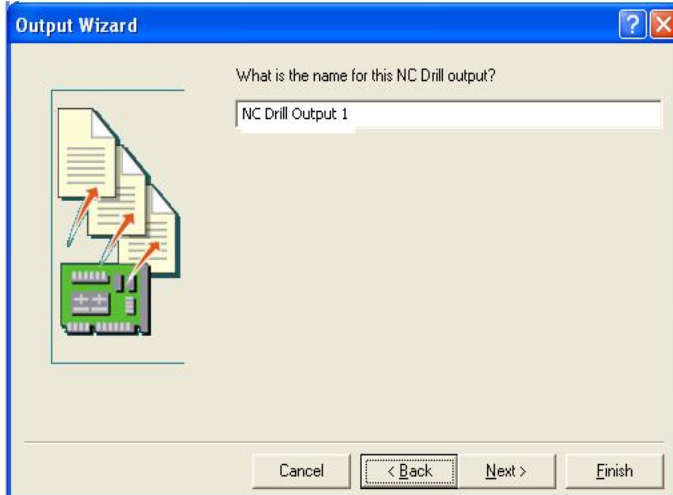 Output Wizard
What is the name for this NC Drill output?
NC Drill Output 1
Cancel
< Back
Next >
Finish